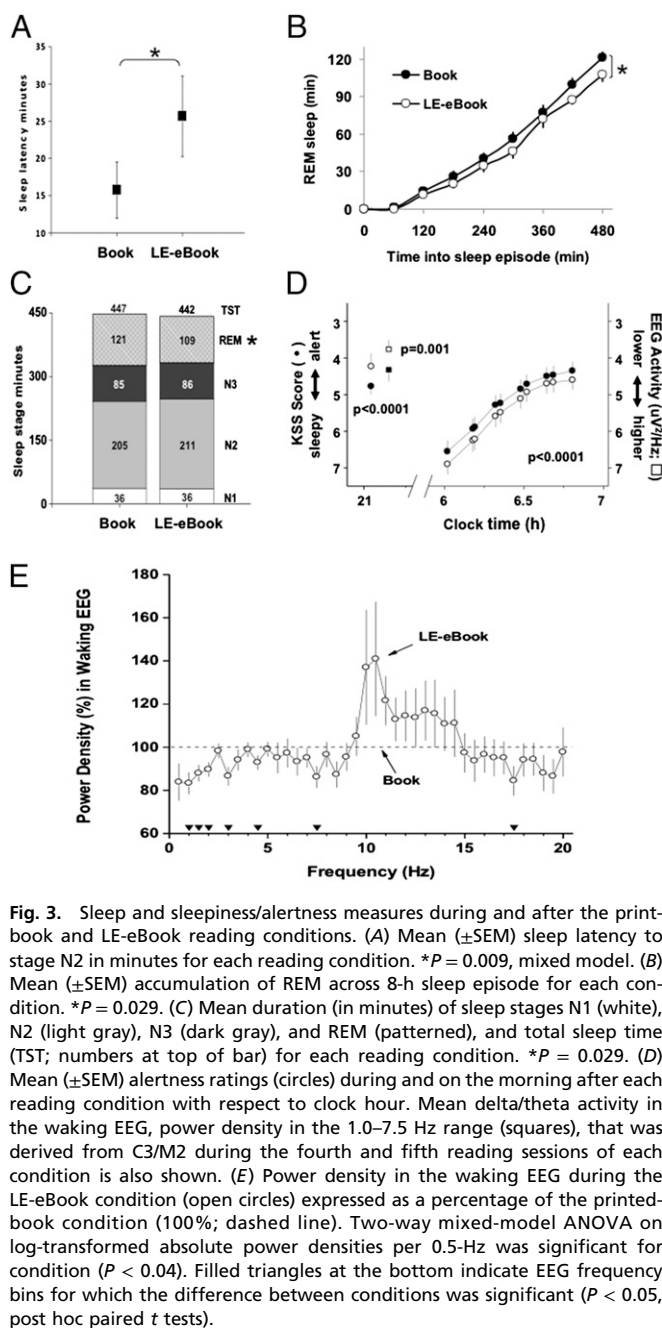 A
35
30
25
20
15
10
Sleep latency minutes
*
Book
LE-eBook
B
120
90
60
30
0
REM sleep (min)
Book
LE-eBook
*
0
120
240
360
480
Time into sleep episode (min)
C
450
300
150
0
Sleep stage minutes
447
442
TST
121
109
REM *
85
86
N3
205
211
N2
36
36
N1
Book
LE-eBook
D
3
4
5
6
7
KSS Score (•)
sleepy
alert
p=0.001
p<0.0001
p<0.0001
3
4
5
6
7
EEG Activity (uV²/Hz; □)
lower
higher
21
6
6.5
7
Clock time (h)
E
180
160
140
120
100
80
60
Power Density (%) in Waking EEG
LE-eBook
Book
0
5
10
15
20
Frequency (Hz)
Fig. 3. Sleep and sleepiness/alertness measures during and after the print-
book and LE-eBook reading conditions. (A) Mean (±SEM) sleep latency to
stage N2 in minutes for each reading condition. *P = 0.009, mixed model. (B)
Mean (±SEM) accumulation of REM across 8-h sleep episode for each con-
dition. *P = 0.029. (C) Mean duration (in minutes) of sleep stages N1 (white),
N2 (light gray), N3 (dark gray), and REM (patterned), and total sleep time
(TST; numbers at top of bar) for each reading condition. *P = 0.029. (D)
Mean (±SEM) alertness ratings (circles) during and on the morning after each
reading condition with respect to clock hour. Mean delta/theta activity in
the waking EEG, power density in the 1.0–7.5 Hz range (squares), that was
derived from C3/M2 during the fourth and fifth reading sessions of each
condition is also shown. (E) Power density in the waking EEG during the
LE-eBook condition (open circles) expressed as a percentage of the printed-
book condition (100%; dashed line). Two-way mixed-model ANOVA on
log-transformed absolute power densities per 0.5-Hz was significant for
condition (P < 0.04). Filled triangles at the bottom indicate EEG frequency
bins for which the difference between conditions was significant (P < 0.05,
post hoc paired t tests).